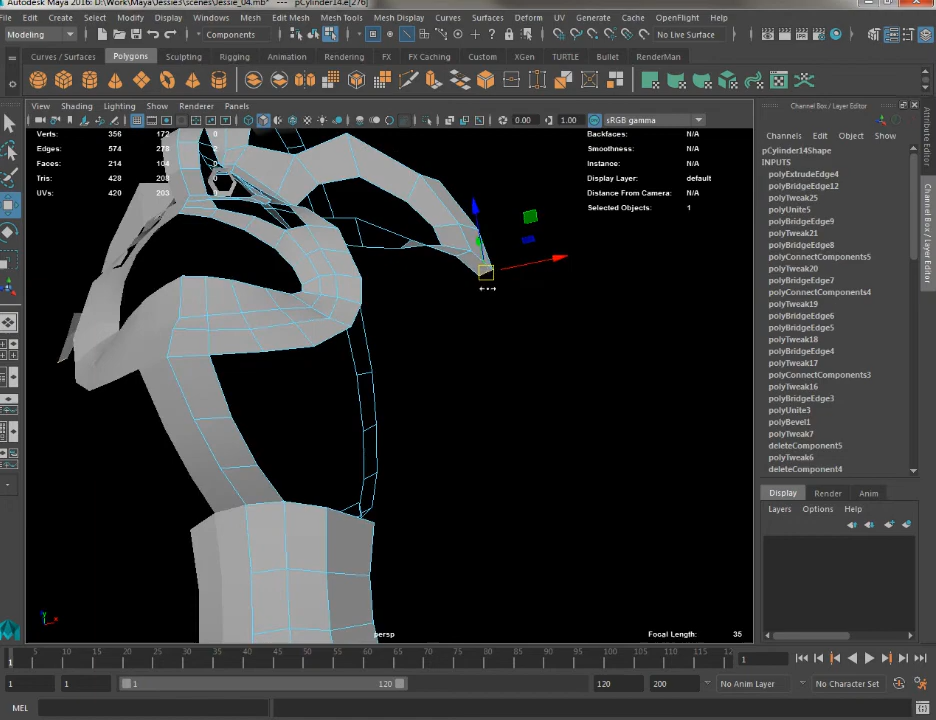 Autodesk Maya 2016: D:\Work\Maya\Jessie3\scenes\Jessie_04.mb* - pCylinder14.e[276]
File Edit Create Select Modify Display Windows Mesh Edit Mesh Mesh Tools Mesh Display Curves Surfaces Deform UV Generate Cache OpenFlight Help
Modeling Components No Live Surface
Curves / Surfaces Polygons Sculpting Rigging Animation Rendering FX FX Caching Custom XGen TURTLE Bullet RenderMan
View Shading Lighting Show Renderer Panels
Channel Box / Layer Editor
0.00 1.00 sRGB gamma
Verts: 356 172 0
Edges: 574 278 2
Faces: 214 104 0
Tris: 428 208 0
UVs: 420 203 0
Backfaces: N/A
Smoothness: N/A
Instance: N/A
Display Layer: default
Distance From Camera: N/A
Selected Objects: 1
Channels Edit Object Show
pCylinder14Shape
INPUTS
polyExtrudeEdge4
polyBridgeEdge12
polyTweak25
polyUnite5
polyBridgeEdge9
polyTweak21
polyBridgeEdge8
polyConnectComponents5
polyTweak20
polyBridgeEdge7
polyConnectComponents4
polyTweak19
polyBridgeEdge6
polyBridgeEdge5
polyTweak18
polyBridgeEdge4
polyTweak17
polyConnectComponents3
polyTweak16
polyBridgeEdge3
polyUnite3
polyBevel1
polyTweak7
deleteComponent5
polyTweak6
deleteComponent4
Attribute Editor
Channel Box / Layer Editor
Display Render Anim
Layers Options Help
y
x
persp
Focal Length: 35
1 5 10 15 20 25 30 35 40 45 50 55 60 65 70 75 80 85 90 95 100 105 110 115 12
1
1 1 1 120 120 200 No Anim Layer No Character Set
MEL